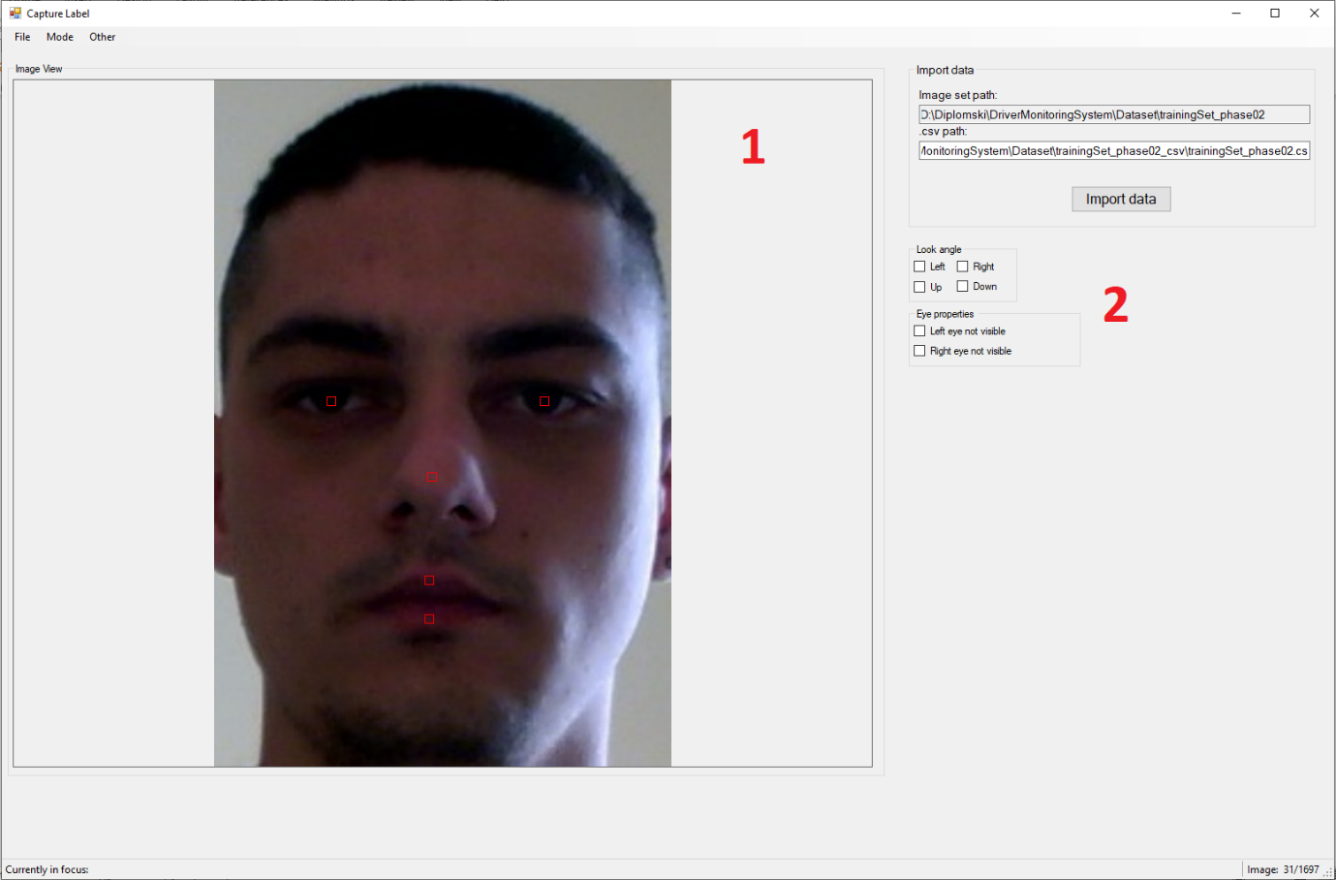 Capture Label
File Mode Other
Image View
1
Import data
Image set path:
D:\Diplomski\DriverMonitoringSystem\Dataset\trainingSet_phase02
.csv path:
MonitoringSystem\Dataset\trainingSet_phase02_csv\trainingSet_phase02.cs
Import data
Look angle
Left Right
Up Down
2
Eye properties
Left eye not visible
Right eye not visible
Currently in focus:
Image: 31/1697